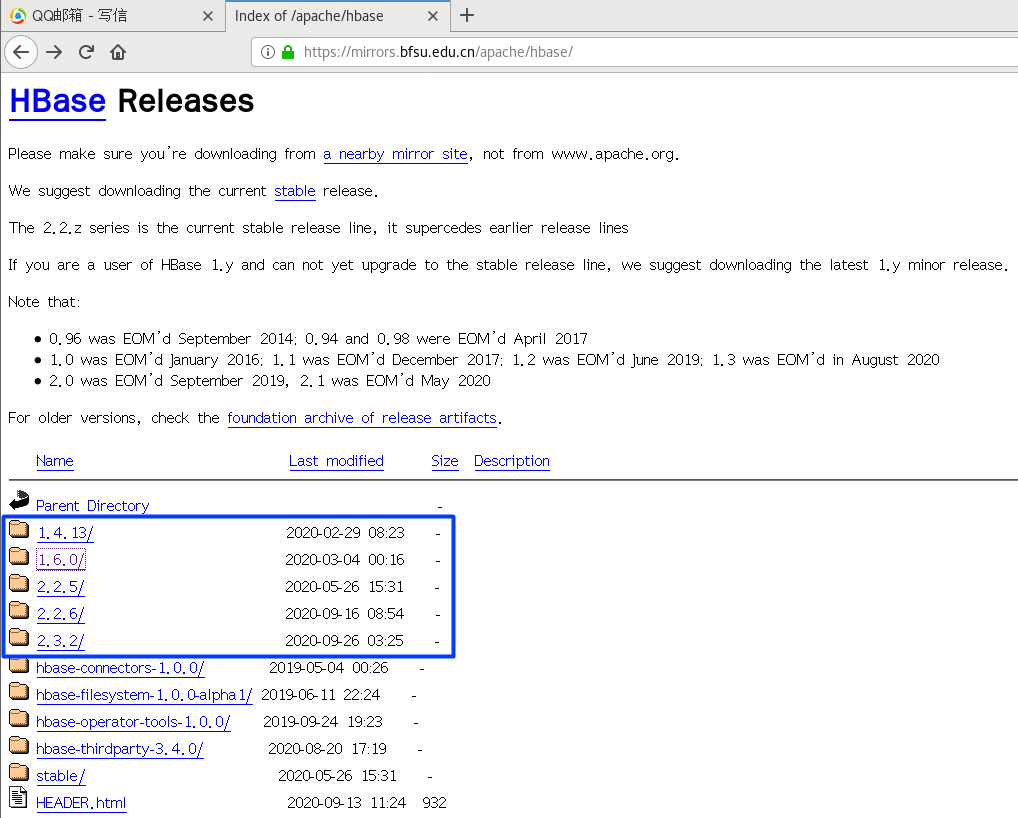 QQ邮箱 - 写信
Index of /apache/hbase
https://mirrors.bfsu.edu.cn/apache/hbase/
HBase Releases
Please make sure you're downloading from a nearby mirror site, not from www.apache.org.
We suggest downloading the current stable release.
The 2.2.z series is the current stable release line, it supercedes earlier release lines
If you are a user of HBase 1.y and can not yet upgrade to the stable release line, we suggest downloading the latest 1.y minor release.
Note that:
• 0.96 was EOM'd September 2014; 0.94 and 0.98 were EOM'd April 2017
• 1.0 was EOM'd January 2016; 1.1 was EOM'd December 2017; 1.2 was EOM'd June 2019; 1.3 was EOM'd in August 2020
• 2.0 was EOM'd September 2019, 2.1 was EOM'd May 2020
For older versions, check the foundation archive of release artifacts.
Name Last modified Size Description
Parent Directory -
1.4.13/ 2020-02-29 08:23 -
1.6.0/ 2020-03-04 00:16 -
2.2.5/ 2020-05-26 15:31 -
2.2.6/ 2020-09-16 08:54 -
2.3.2/ 2020-09-26 03:25 -
hbase-connectors-1.0.0/ 2019-05-04 00:26 -
hbase-filesystem-1.0.0-alpha1/ 2019-06-11 22:24 -
hbase-operator-tools-1.0.0/ 2019-09-24 19:23 -
hbase-thirdparty-3.4.0/ 2020-08-20 17:19 -
stable/ 2020-05-26 15:31 -
HEADER.html 2020-09-13 11:24 932